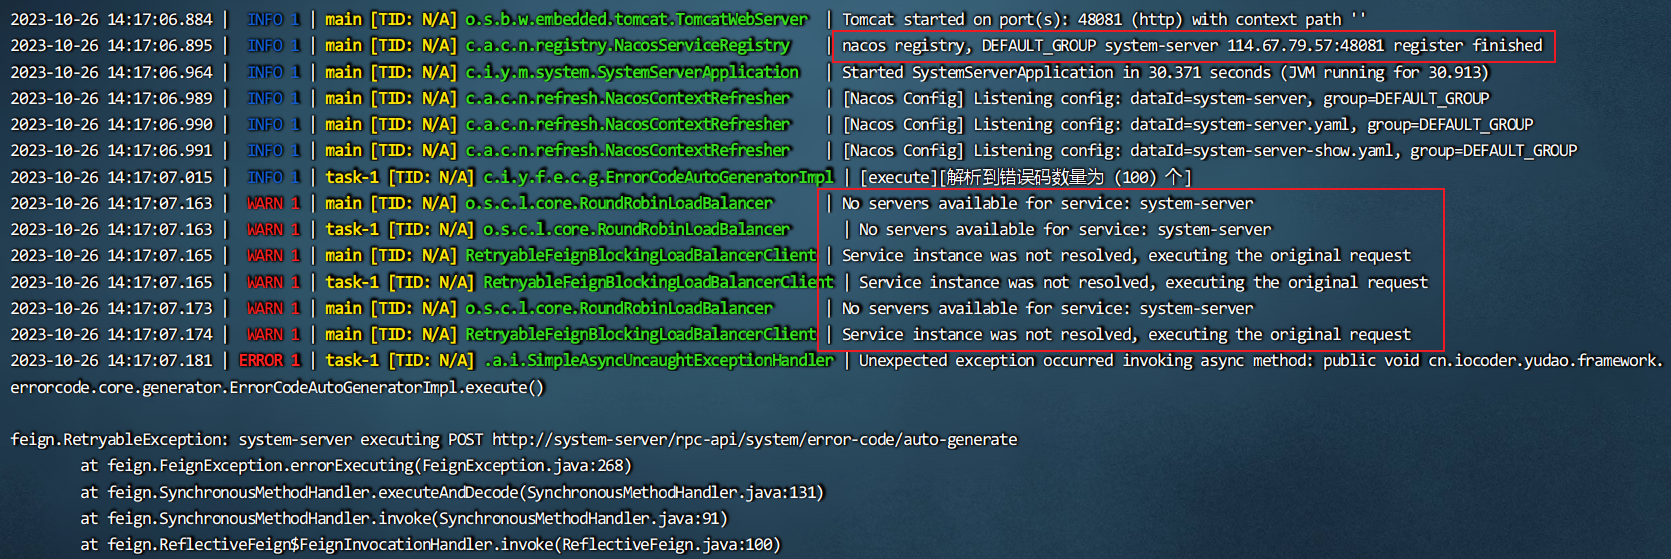 2023-10-26 14:17:06.884 |  INFO 1 | main [TID: N/A] o.s.b.w.embedded.tomcat.TomcatWebServer  | Tomcat started on port(s): 48081 (http) with context path ''
2023-10-26 14:17:06.895 |  INFO 1 | main [TID: N/A] c.a.c.n.registry.NacosServiceRegistry    | nacos registry, DEFAULT_GROUP system-server 114.67.79.57:48081 register finished
2023-10-26 14:17:06.964 |  INFO 1 | main [TID: N/A] c.i.y.m.system.SystemServerApplication   | Started SystemServerApplication in 30.371 seconds (JVM running for 30.913)
2023-10-26 14:17:06.989 |  INFO 1 | main [TID: N/A] c.a.c.n.refresh.NacosContextRefresher    | [Nacos Config] Listening config: dataId=system-server, group=DEFAULT_GROUP
2023-10-26 14:17:06.990 |  INFO 1 | main [TID: N/A] c.a.c.n.refresh.NacosContextRefresher    | [Nacos Config] Listening config: dataId=system-server.yaml, group=DEFAULT_GROUP
2023-10-26 14:17:06.991 |  INFO 1 | main [TID: N/A] c.a.c.n.refresh.NacosContextRefresher    | [Nacos Config] Listening config: dataId=system-server-show.yaml, group=DEFAULT_GROUP
2023-10-26 14:17:07.015 |  INFO 1 | task-1 [TID: N/A] c.i.y.f.e.c.g.ErrorCodeAutoGeneratorImpl | [execute][解析到错误码数量为 (100) 个]
2023-10-26 14:17:07.163 |  WARN 1 | main [TID: N/A] o.s.c.l.core.RoundRobinLoadBalancer      | No servers available for service: system-server
2023-10-26 14:17:07.163 |  WARN 1 | task-1 [TID: N/A] o.s.c.l.core.RoundRobinLoadBalancer      | No servers available for service: system-server
2023-10-26 14:17:07.165 |  WARN 1 | main [TID: N/A] RetryableFeignBlockingLoadBalancerClient | Service instance was not resolved, executing the original request
2023-10-26 14:17:07.165 |  WARN 1 | task-1 [TID: N/A] RetryableFeignBlockingLoadBalancerClient | Service instance was not resolved, executing the original request
2023-10-26 14:17:07.173 |  WARN 1 | main [TID: N/A] o.s.c.l.core.RoundRobinLoadBalancer      | No servers available for service: system-server
2023-10-26 14:17:07.174 |  WARN 1 | main [TID: N/A] RetryableFeignBlockingLoadBalancerClient | Service instance was not resolved, executing the original request
2023-10-26 14:17:07.181 | ERROR 1 | task-1 [TID: N/A] .a.i.SimpleAsyncUncaughtExceptionHandler | Unexpected exception occurred invoking async method: public void cn.iocoder.yudao.framework.
errorcode.core.generator.ErrorCodeAutoGeneratorImpl.execute()
feign.RetryableException: system-server executing POST http://system-server/rpc-api/system/error-code/auto-generate
at feign.FeignException.errorExecuting(FeignException.java:268)
at feign.SynchronousMethodHandler.executeAndDecode(SynchronousMethodHandler.java:131)
at feign.SynchronousMethodHandler.invoke(SynchronousMethodHandler.java:91)
at feign.ReflectiveFeign$FeignInvocationHandler.invoke(ReflectiveFeign.java:100)